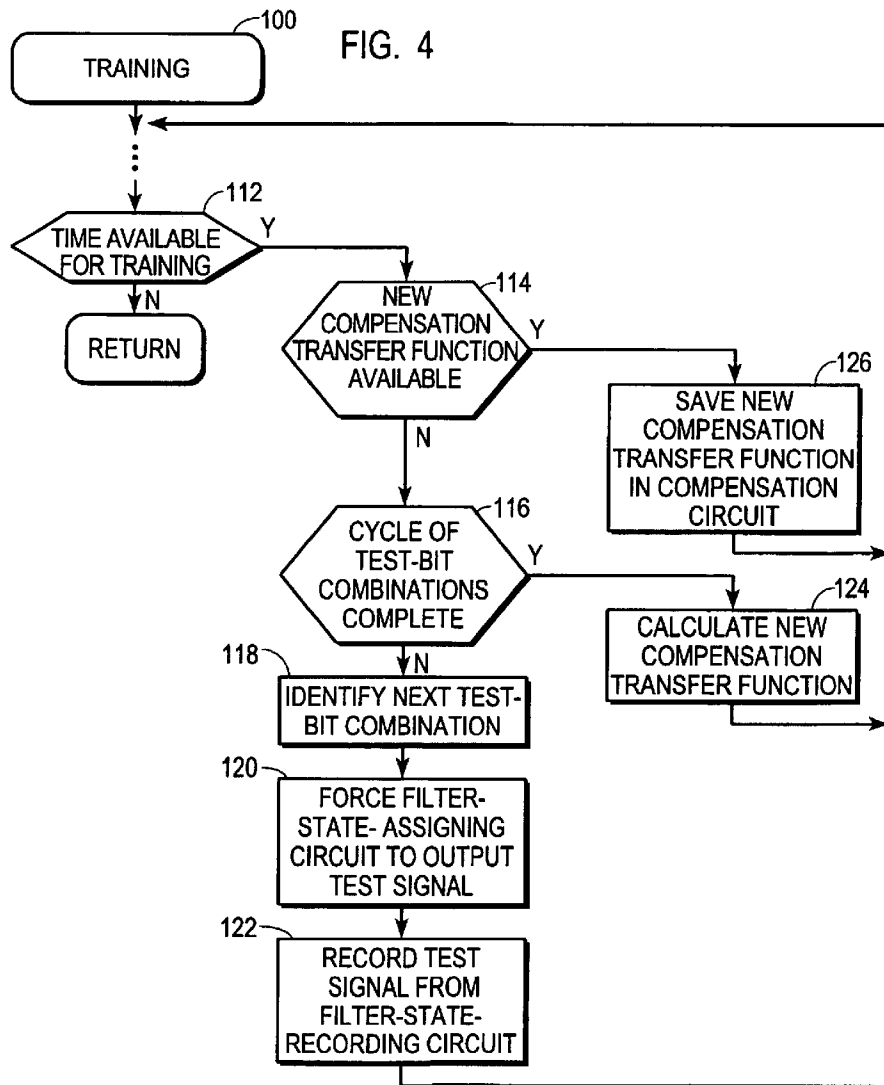 100
FIG. 4
TRAINING
112
TIME AVAILABLE
FOR TRAINING
Y
N
RETURN
114
NEW
COMPENSATION
TRANSFER FUNCTION
AVAILABLE
Y
N
126
SAVE NEW
COMPENSATION
TRANSFER FUNCTION
IN COMPENSATION
CIRCUIT
116
CYCLE OF
TEST-BIT
COMBINATIONS
COMPLETE
Y
N
124
CALCULATE NEW
COMPENSATION
TRANSFER FUNCTION
118
IDENTIFY NEXT TEST-
BIT COMBINATION
120
FORCE FILTER-
STATE- ASSIGNING
CIRCUIT TO OUTPUT
TEST SIGNAL
122
RECORD TEST
SIGNAL FROM
FILTER-STATE-
RECORDING CIRCUIT